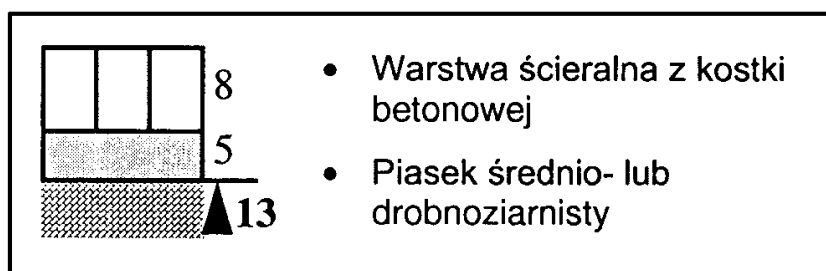 8
5
13
• Warstwa ścieralna z kostki
betonowej
• Piasek średnio- lub
drobnoziarnisty